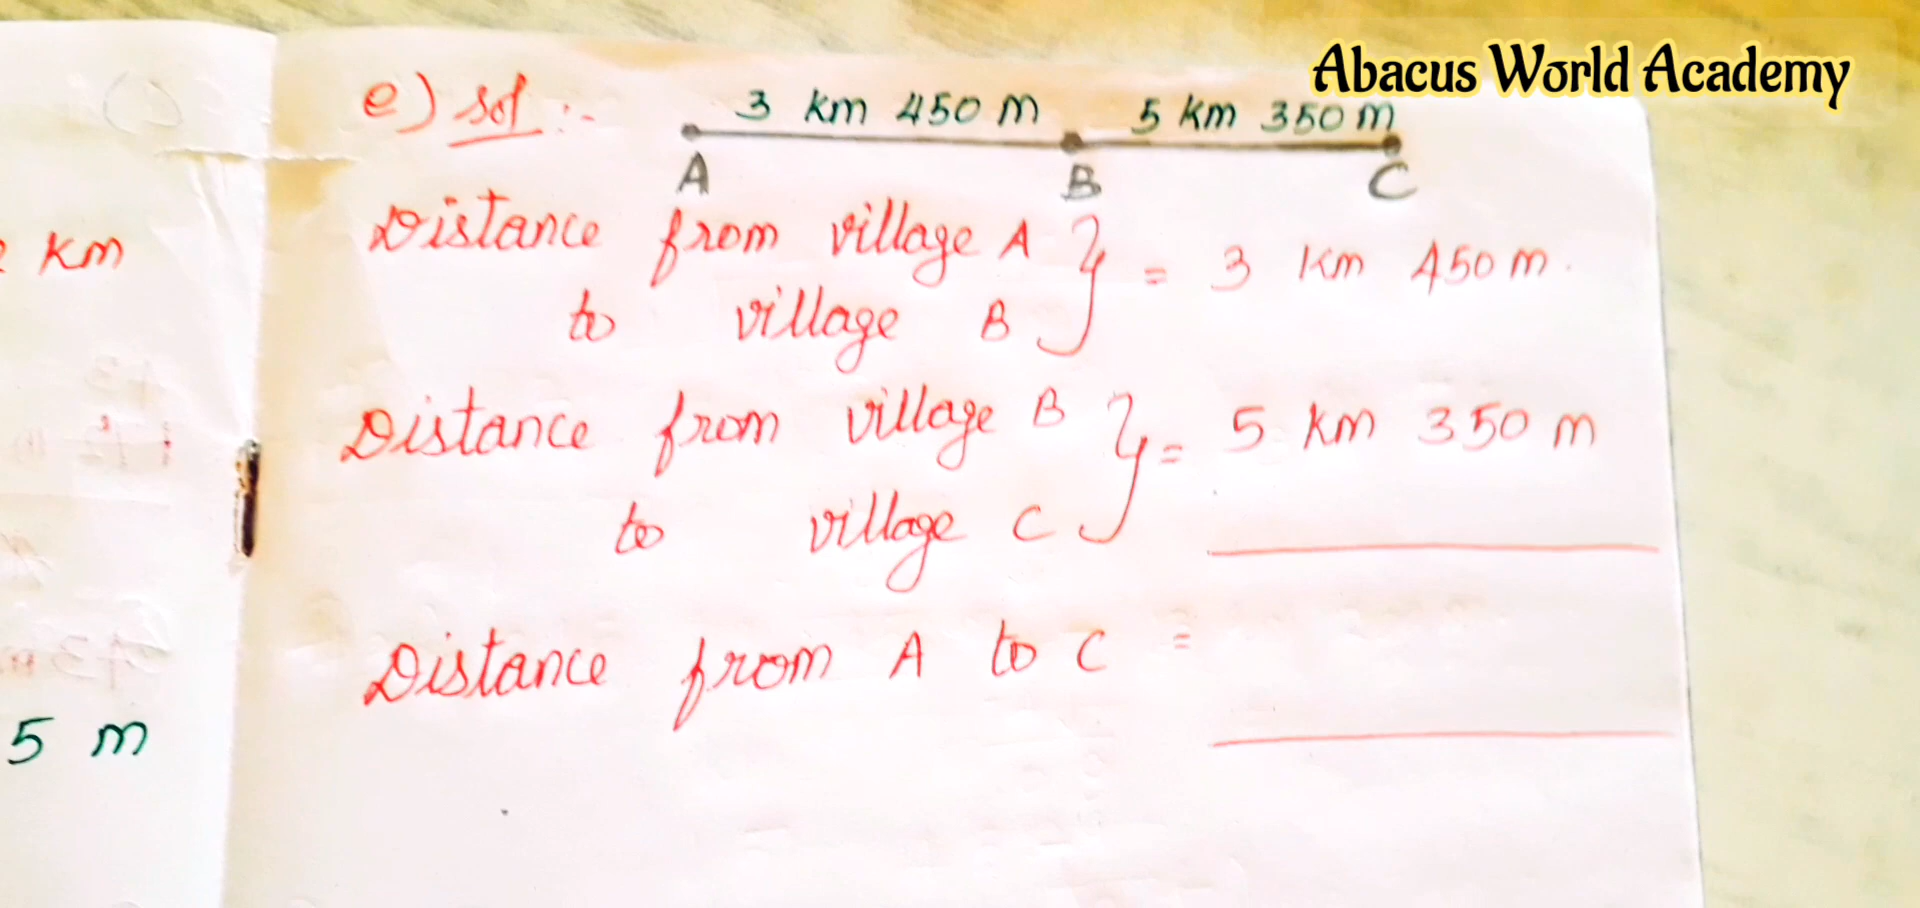 Abacus World Academy
e) sol :-
3 km 450 m 5 km 350 m
A B C
Distance from village A } = 3 km 450 m.
to village B
Distance from village B } = 5 km 350 m
to village C
Distance from A to C =
km
5 m